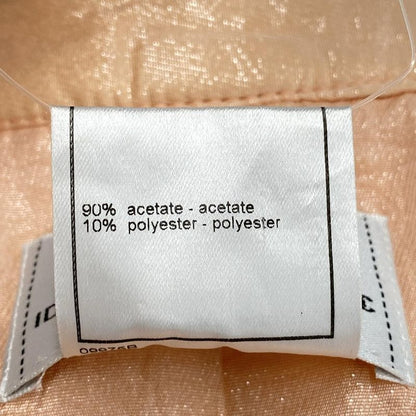 90% acetate - acetate
10% polyester - polyester